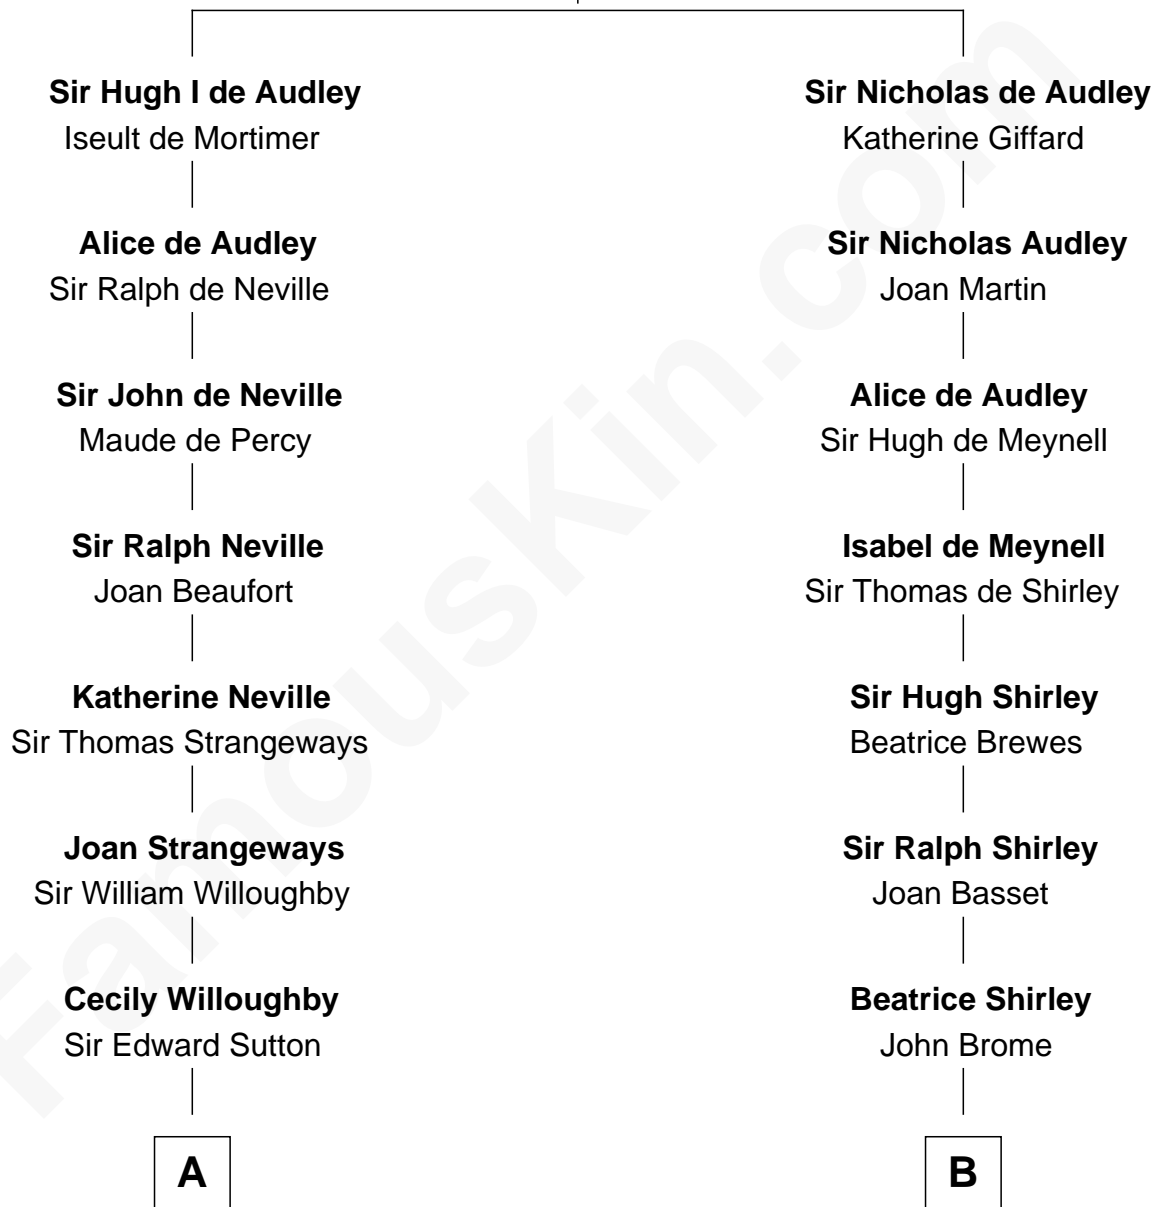 Sir Hugh I de Audley
Iseult de Mortimer
Alice de Audley
Sir Ralph de Neville
Sir John de Neville
Maude de Percy
Sir Ralph Neville
Joan Beaufort
Katherine Neville
Sir Thomas Strangeways
Joan Strangeways
Sir William Willoughby
Cecily Willoughby
Sir Edward Sutton
A
Sir Nicholas de Audley
Katherine Giffard
Sir Nicholas Audley
Joan Martin
Alice de Audley
Sir Hugh de Meynell
Isabel de Meynell
Sir Thomas de Shirley
Sir Hugh Shirley
Beatrice Brewes
Sir Ralph Shirley
Joan Basset
Beatrice Shirley
John Brome
B
FamousKin.com